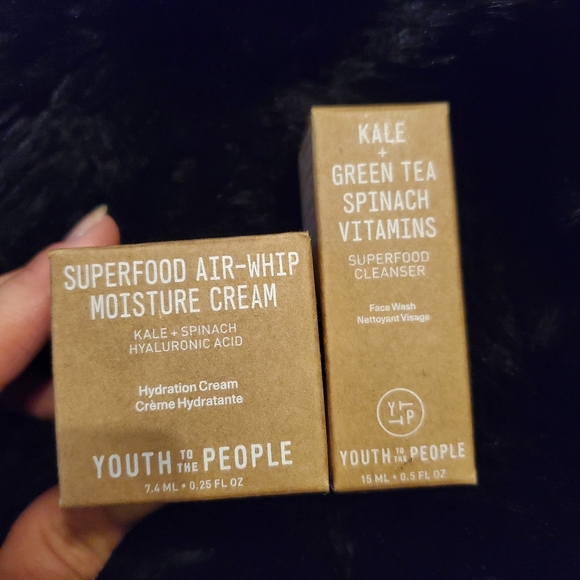 SUPERFOOD AIR-WHIP
MOISTURE CREAM
KALE + SPINACH
HYALURONIC ACID
Hydration Cream
Crème Hydratante
YOUTH TO THE PEOPLE
7.4 ML • 0.25 FL OZ
KALE
+
GREEN TEA
SPINACH
VITAMINS
SUPERFOOD
CLEANSER
Face Wash
Nettoyant Visage
YTTP
YOUTH TO THE PEOPLE
15 ML • 0.5 FL OZ